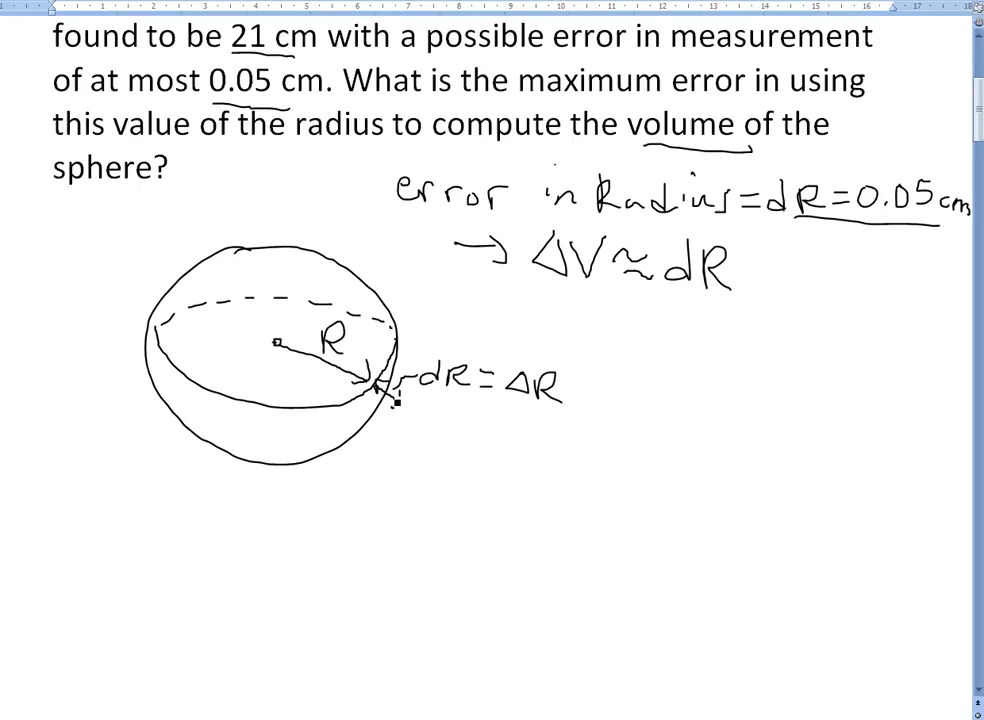 found to be 21 cm with a possible error in measurement
of at most 0.05 cm. What is the maximum error in using
this value of the radius to compute the volume of the
sphere?
error in Radius = dR = 0.05 cm
→ ΔV ≈ dR
R
dR = ΔR